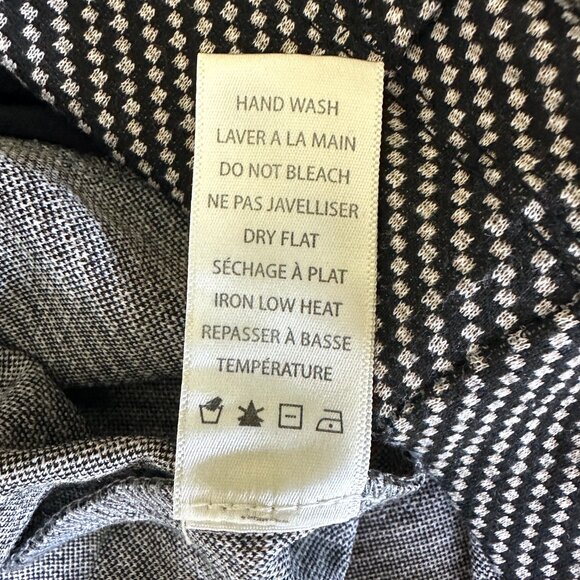 HAND WASH
LAVER A LA MAIN
DO NOT BLEACH
NE PAS JAVELLISER
DRY FLAT
SÉCHAGE À PLAT
IRON LOW HEAT
REPASSER À BASSE
TEMPÉRATURE